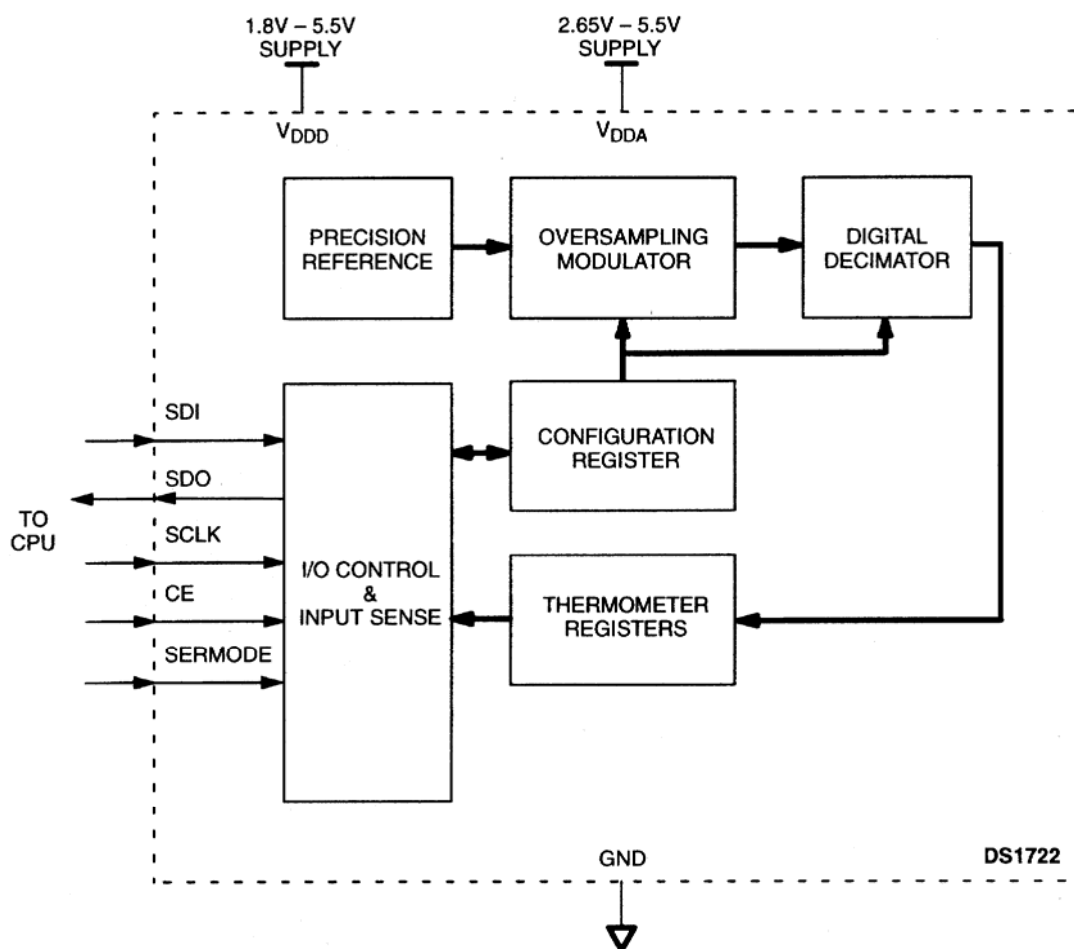 1.8V – 5.5V
SUPPLY
2.65V – 5.5V
SUPPLY
VDDD
VDDA
PRECISION
REFERENCE
OVERSAMPLING
MODULATOR
DIGITAL
DECIMATOR
SDI
SDO
TO
CPU
SCLK
CE
SERMODE
I/O CONTROL
&
INPUT SENSE
CONFIGURATION
REGISTER
THERMOMETER
REGISTERS
GND
DS1722